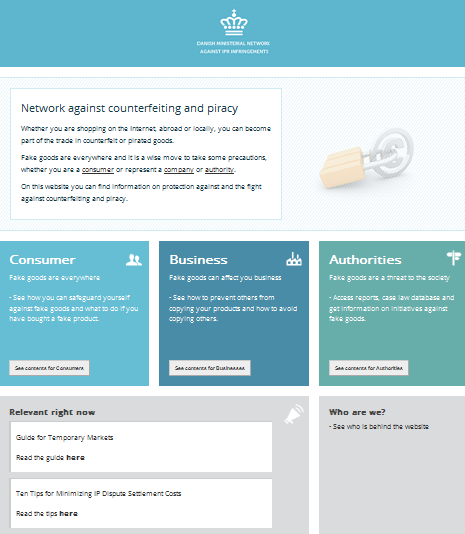 DANISH MINISTERIAL NETWORK
AGAINST IPR INFRINGEMENTS
Network against counterfeiting and piracy
Whether you are shopping on the Internet, abroad or locally, you can become
part of the trade in counterfeit or pirated goods.
Fake goods are everywhere and it is a wise move to take some precautions,
whether you are a consumer or represent a company or authority.
On this website you can find information on protection against and the fight
against counterfeiting and piracy.
Consumer
Fake goods are everywhere
- See how you can safeguard yourself
against fake goods and what to do if you
have bought a fake product.
See contents for Consumers
Business
Fake goods can affect you business
- See how to prevent others from
copying your products and how to avoid
copying others.
See contents for Businesses
Authorities
Fake goods are a threat to the society
- Access reports, case law database and
get information on initiatives against
fake goods.
See contents for Authorities
Relevant right now
Guide for Temporary Markets
Read the guide here
Ten Tips for Minimizing IP Dispute Settlement Costs
Read the tips here
Who are we?
- See who is behind the website